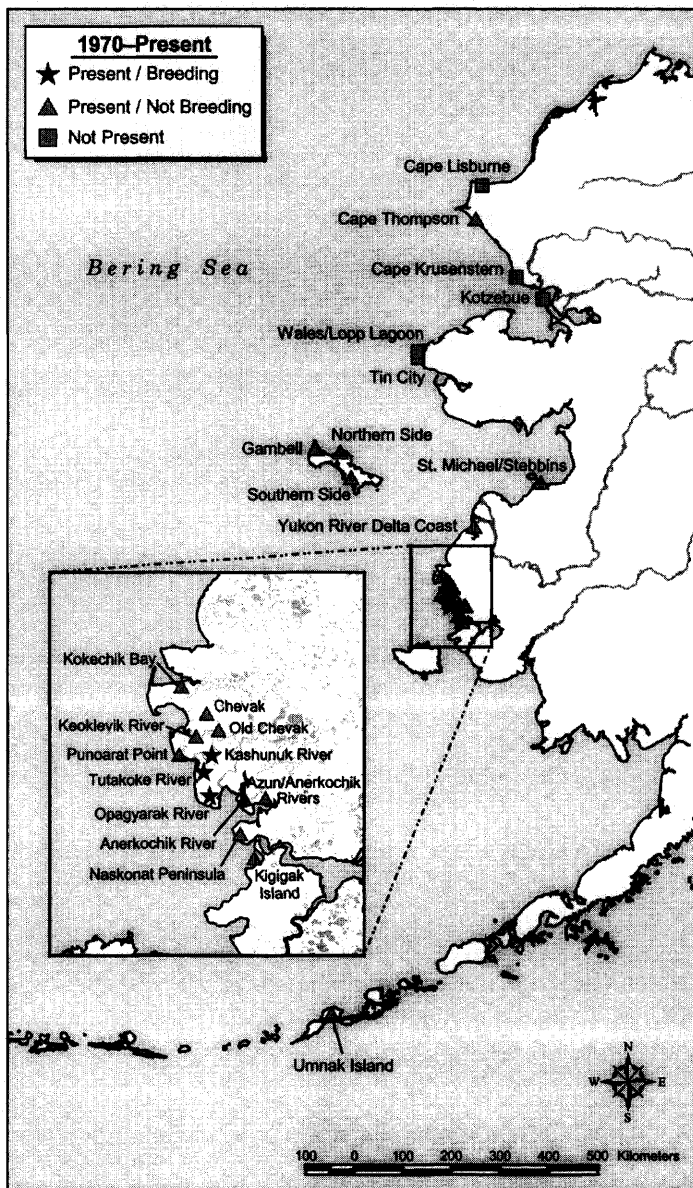 1970–Present
Present / Breeding
Present / Not Breeding
Not Present
Cape Lisburne
Cape Thompson
Bering Sea
Cape Krusenstern
Kotzebue
Wales/Lopp Lagoon
Tin City
Gambell
Northern Side
St. Michael/Stebbins
Southern Side
Yukon River Delta Coast
Kokechik Bay
Chevak
Keoklevik River
Old Chevak
Punoarat Point
Kashunuk River
Tutakoke River
Azun/Anerkochik
Rivers
Opagyarak River
Anerkochik River
Naskonat Peninsula
Kigigak
Island
Umnak Island
N
W E
S
100 0 100 200 300 400 500 Kilometers